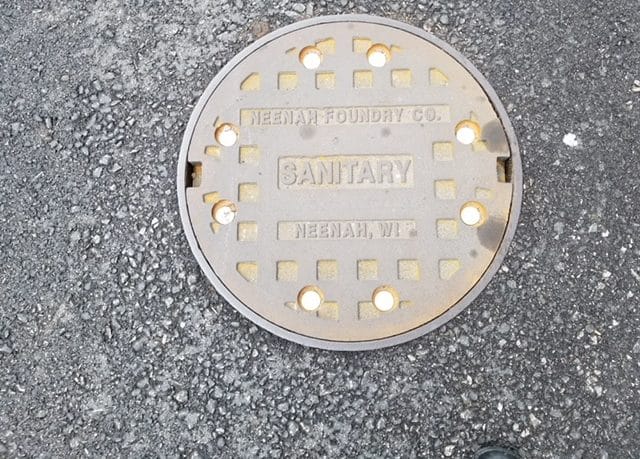 NEENAH FOUNDRY CO.
SANITARY
NEENAH, WI